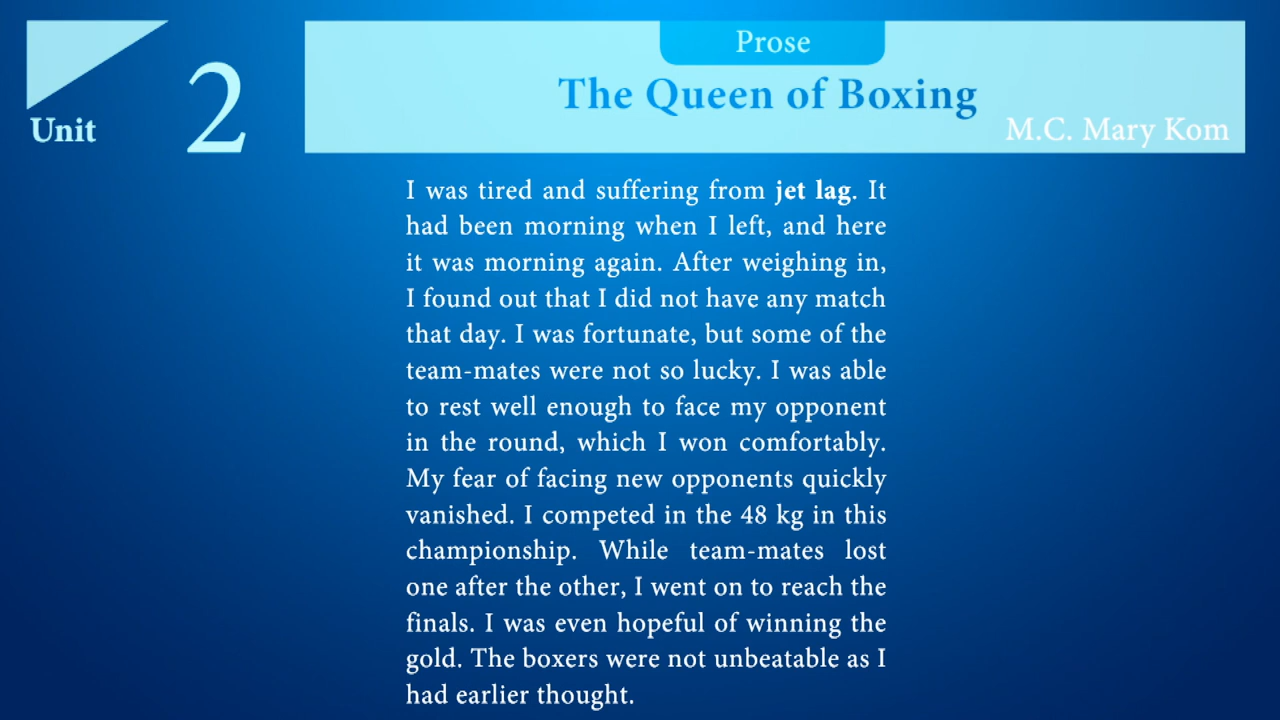 Prose
The Queen of Boxing
Unit 2
M.C. Mary Kom
I was tired and suffering from jet lag. It
had been morning when I left, and here
it was morning again. After weighing in,
I found out that I did not have any match
that day. I was fortunate, but some of the
team-mates were not so lucky. I was able
to rest well enough to face my opponent
in the round, which I won comfortably.
My fear of facing new opponents quickly
vanished. I competed in the 48 kg in this
championship. While team-mates lost
one after the other, I went on to reach the
finals. I was even hopeful of winning the
gold. The boxers were not unbeatable as I
had earlier thought.